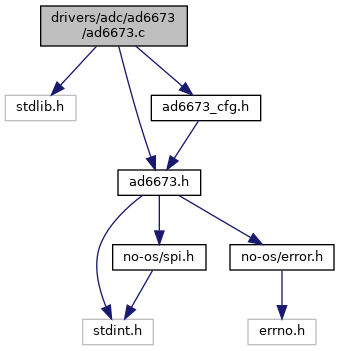 drivers/adc/ad6673
/ad6673.c
stdlib.h
ad6673_cfg.h
ad6673.h
no-os/spi.h
no-os/error.h
stdint.h
errno.h